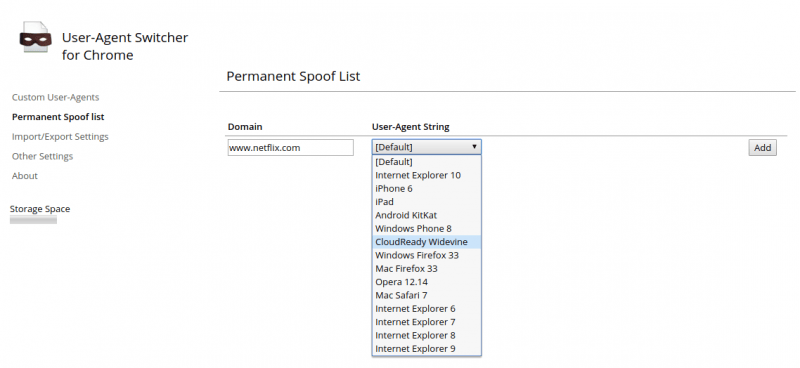 User-Agent Switcher
for Chrome
Custom User-Agents
Permanent Spoof list
Import/Export Settings
Other Settings
About
Storage Space
Permanent Spoof List
Domain User-Agent String
www.netflix.com [Default] Add
[Default]
Internet Explorer 10
iPhone 6
iPad
Android KitKat
Windows Phone 8
CloudReady Widevine
Windows Firefox 33
Mac Firefox 33
Opera 12.14
Mac Safari 7
Internet Explorer 6
Internet Explorer 7
Internet Explorer 8
Internet Explorer 9